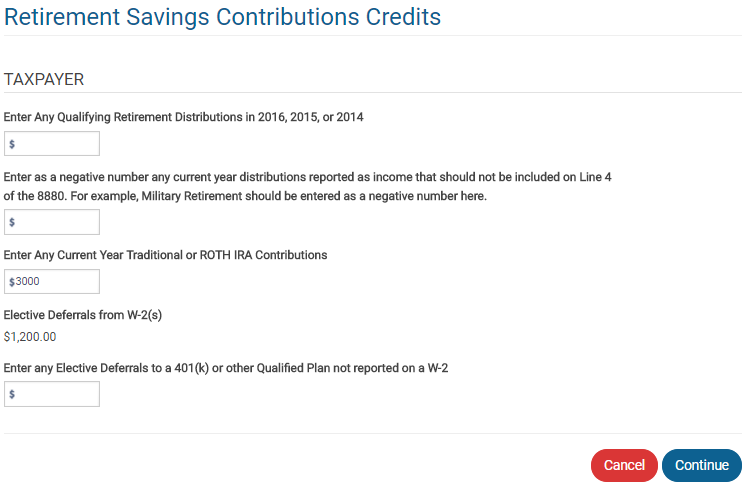 Retirement Savings Contributions Credits
TAXPAYER
Enter Any Qualifying Retirement Distributions in 2016, 2015, or 2014
$
Enter as a negative number any current year distributions reported as income that should not be included on Line 4
of the 8880. For example, Military Retirement should be entered as a negative number here.
$
Enter Any Current Year Traditional or ROTH IRA Contributions
$3000
Elective Deferrals from W-2(s)
$1,200.00
Enter any Elective Deferrals to a 401(k) or other Qualified Plan not reported on a W-2
$
Cancel Continue